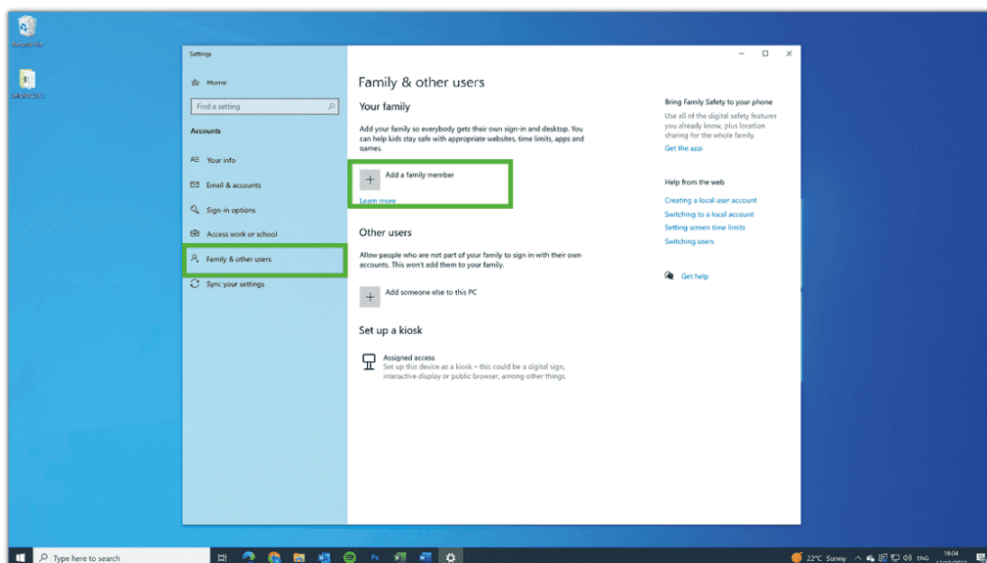 Settings
Home
Find a setting
Accounts
Your info
Email & accounts
Sign-in options
Access work or school
Family & other users
Sync your settings
Family & other users
Your family
Add your family so everybody gets their own sign-in and desktop. You
can help kids stay safe with appropriate websites, time limits, apps and
games.
Add a family member
Learn more
Other users
Allow people who are not part of your family to sign in with their own
accounts. This won't add them to your family.
Add someone else to this PC
Set up a kiosk
Assigned access
Set up this device as a kiosk – this could be a digital sign,
interactive display or public browser, among other things.
Bring Family Safety to your phone
Use all of the digital safety features
you already know, plus location
sharing for the whole family.
Get the app
Help from the web
Creating a local user account
Switching to a local account
Setting screen time limits
Switching users
Get help
Type here to search
22°C Sunny
ENG
18:04